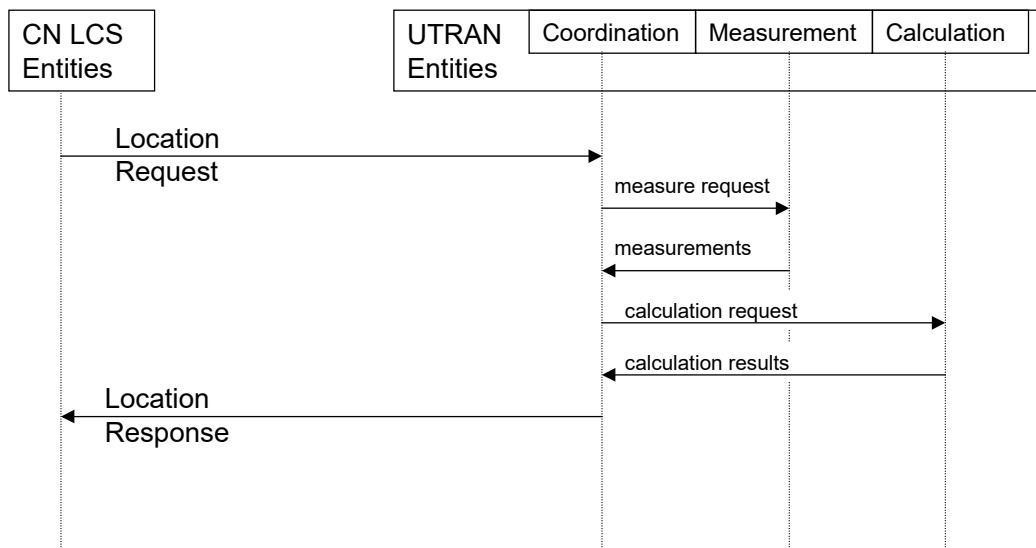 CN LCS
Entities
UTRAN
Entities
Coordination
Measurement
Calculation
Location
Request
measure request
measurements
calculation request
calculation results
Location
Response